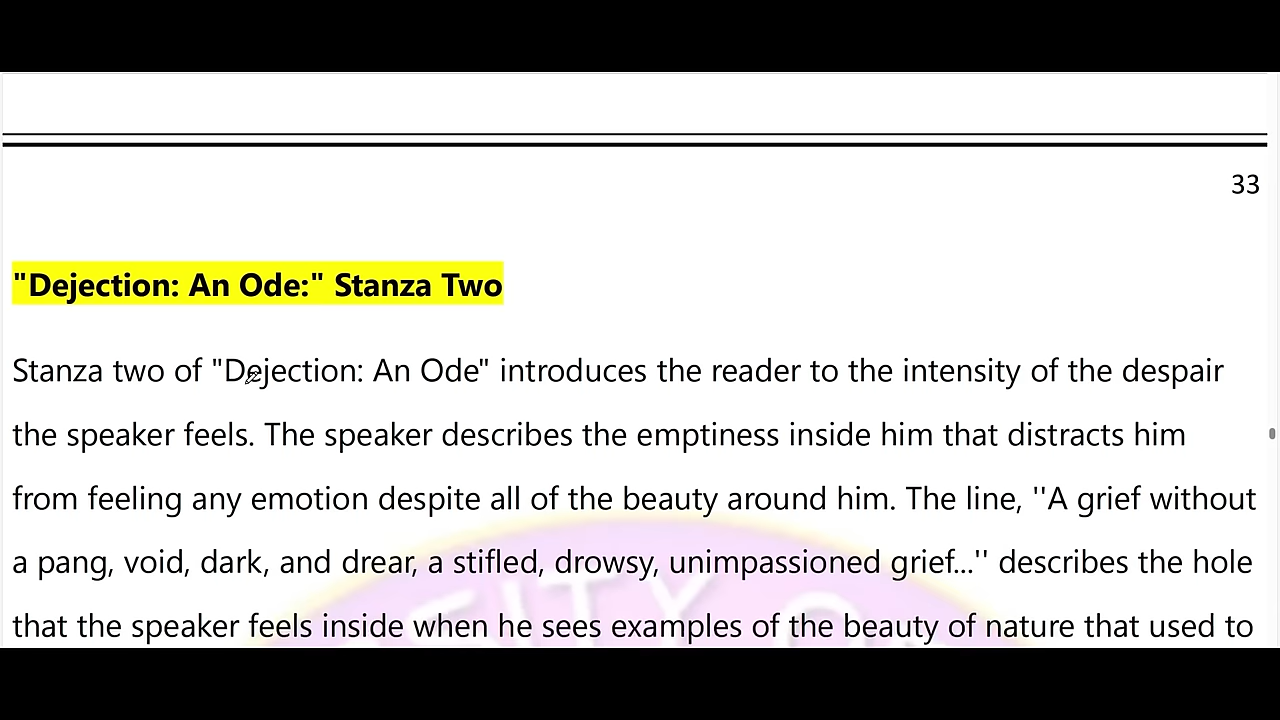 33
"Dejection: An Ode:" Stanza Two
Stanza two of "Dejection: An Ode" introduces the reader to the intensity of the despair
the speaker feels. The speaker describes the emptiness inside him that distracts him
from feeling any emotion despite all of the beauty around him. The line, ''A grief without
a pang, void, dark, and drear, a stifled, drowsy, unimpassioned grief...'' describes the hole
that the speaker feels inside when he sees examples of the beauty of nature that used to